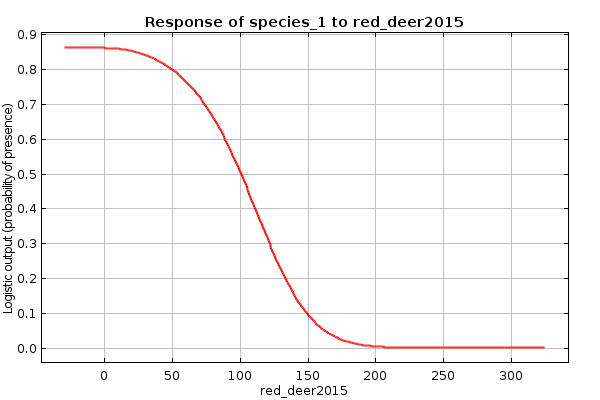 Response of species_1 to red_deer2015
Logistic output (probability of presence)
0.9
0.8
0.7
0.6
0.5
0.4
0.3
0.2
0.1
0.0
0 50 100 150 200 250 300
red_deer2015